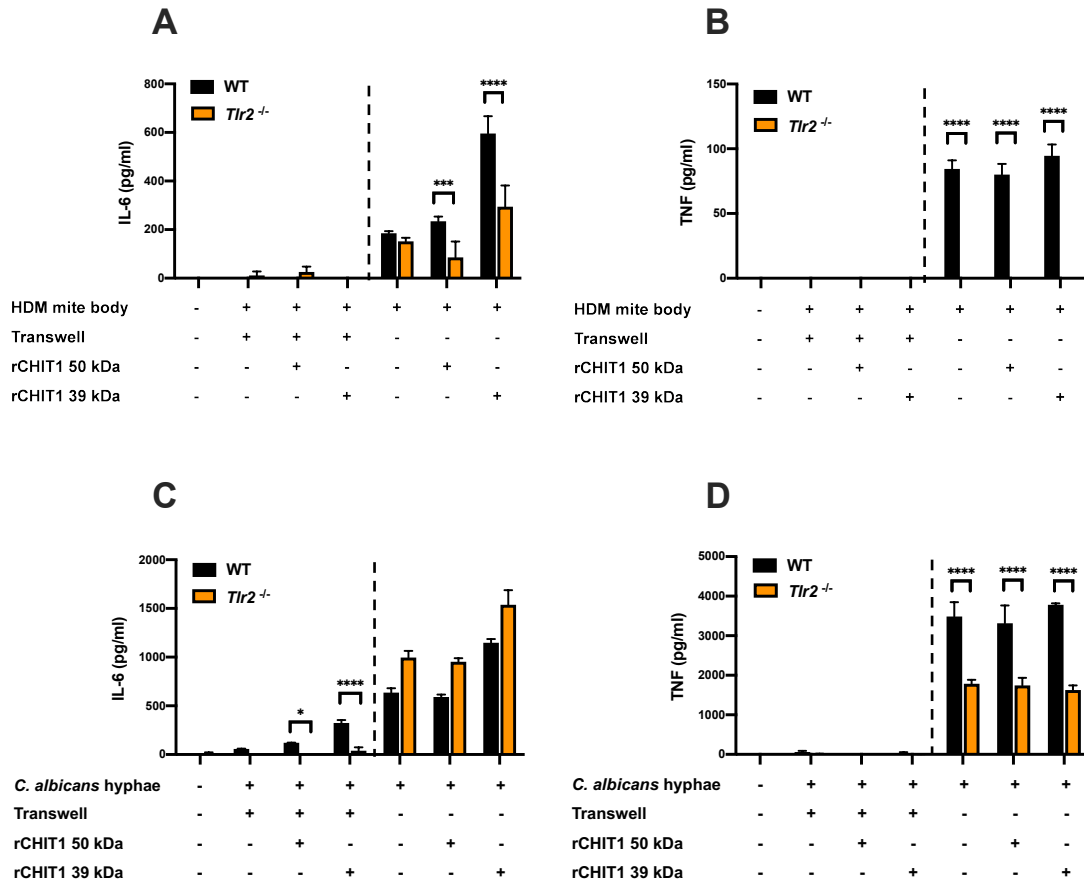 A
B
WT
Tlr2 -/-
IL-6 (pg/ml)
800
600
400
200
0
***
****
HDM mite body - + + + + + +
Transwell - + + + - - -
rCHIT1 50 kDa - - + - - + -
rCHIT1 39 kDa - - - + - - +
WT
Tlr2 -/-
TNF (pg/ml)
150
100
50
0
**** **** ****
HDM mite body - + + + + + +
Transwell - + + + - - -
rCHIT1 50 kDa - - + - - + -
rCHIT1 39 kDa - - - + - - +
C
D
WT
Tlr2 -/-
IL-6 (pg/ml)
2000
1500
1000
500
0
* ****
C. albicans hyphae - + + + + + +
Transwell - + + + - - -
rCHIT1 50 kDa - - + - - + -
rCHIT1 39 kDa - - - + - - +
WT
Tlr2 -/-
TNF (pg/ml)
5000
4000
3000
2000
1000
0
**** **** ****
C. albicans hyphae - + + + + + +
Transwell - + + + - - -
rCHIT1 50 kDa - - + - - + -
rCHIT1 39 kDa - - - + - - +